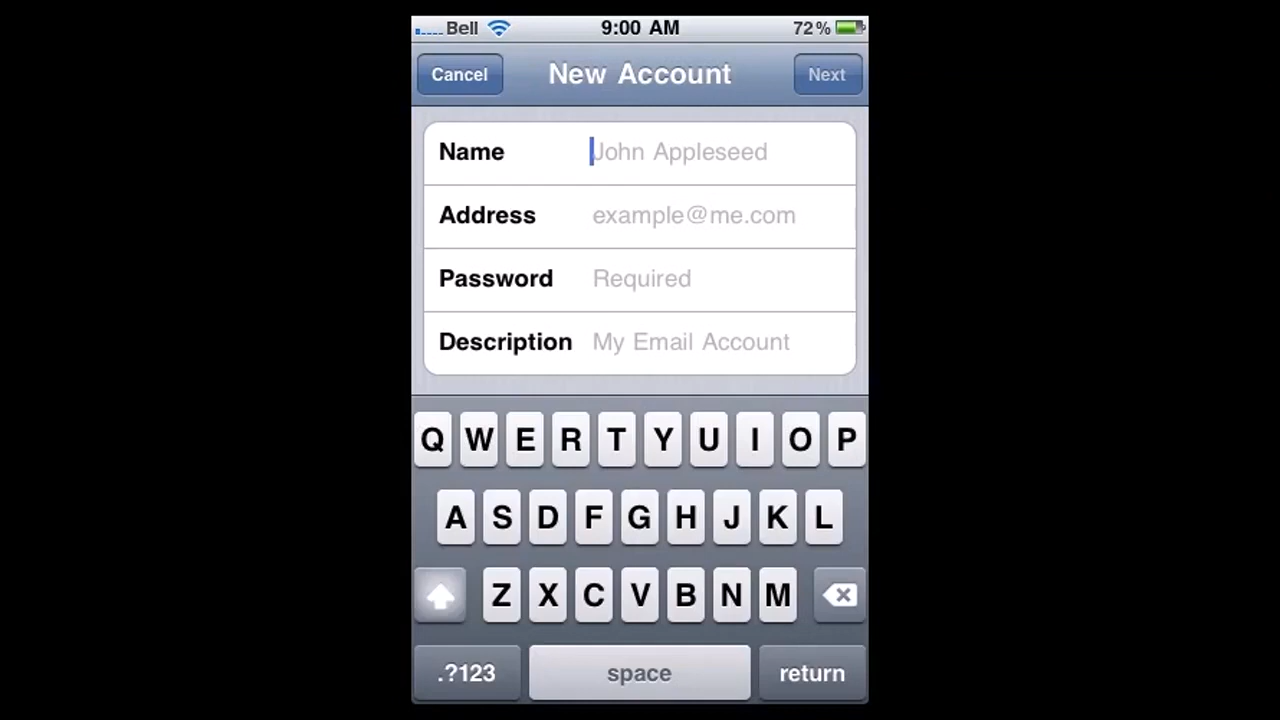 Bell 9:00 AM 72%
Cancel New Account Next
Name John Appleseed
Address example@me.com
Password Required
Description My Email Account
Q W E R T Y U I O P
A S D F G H J K L
Z X C V B N M
.?123 space return